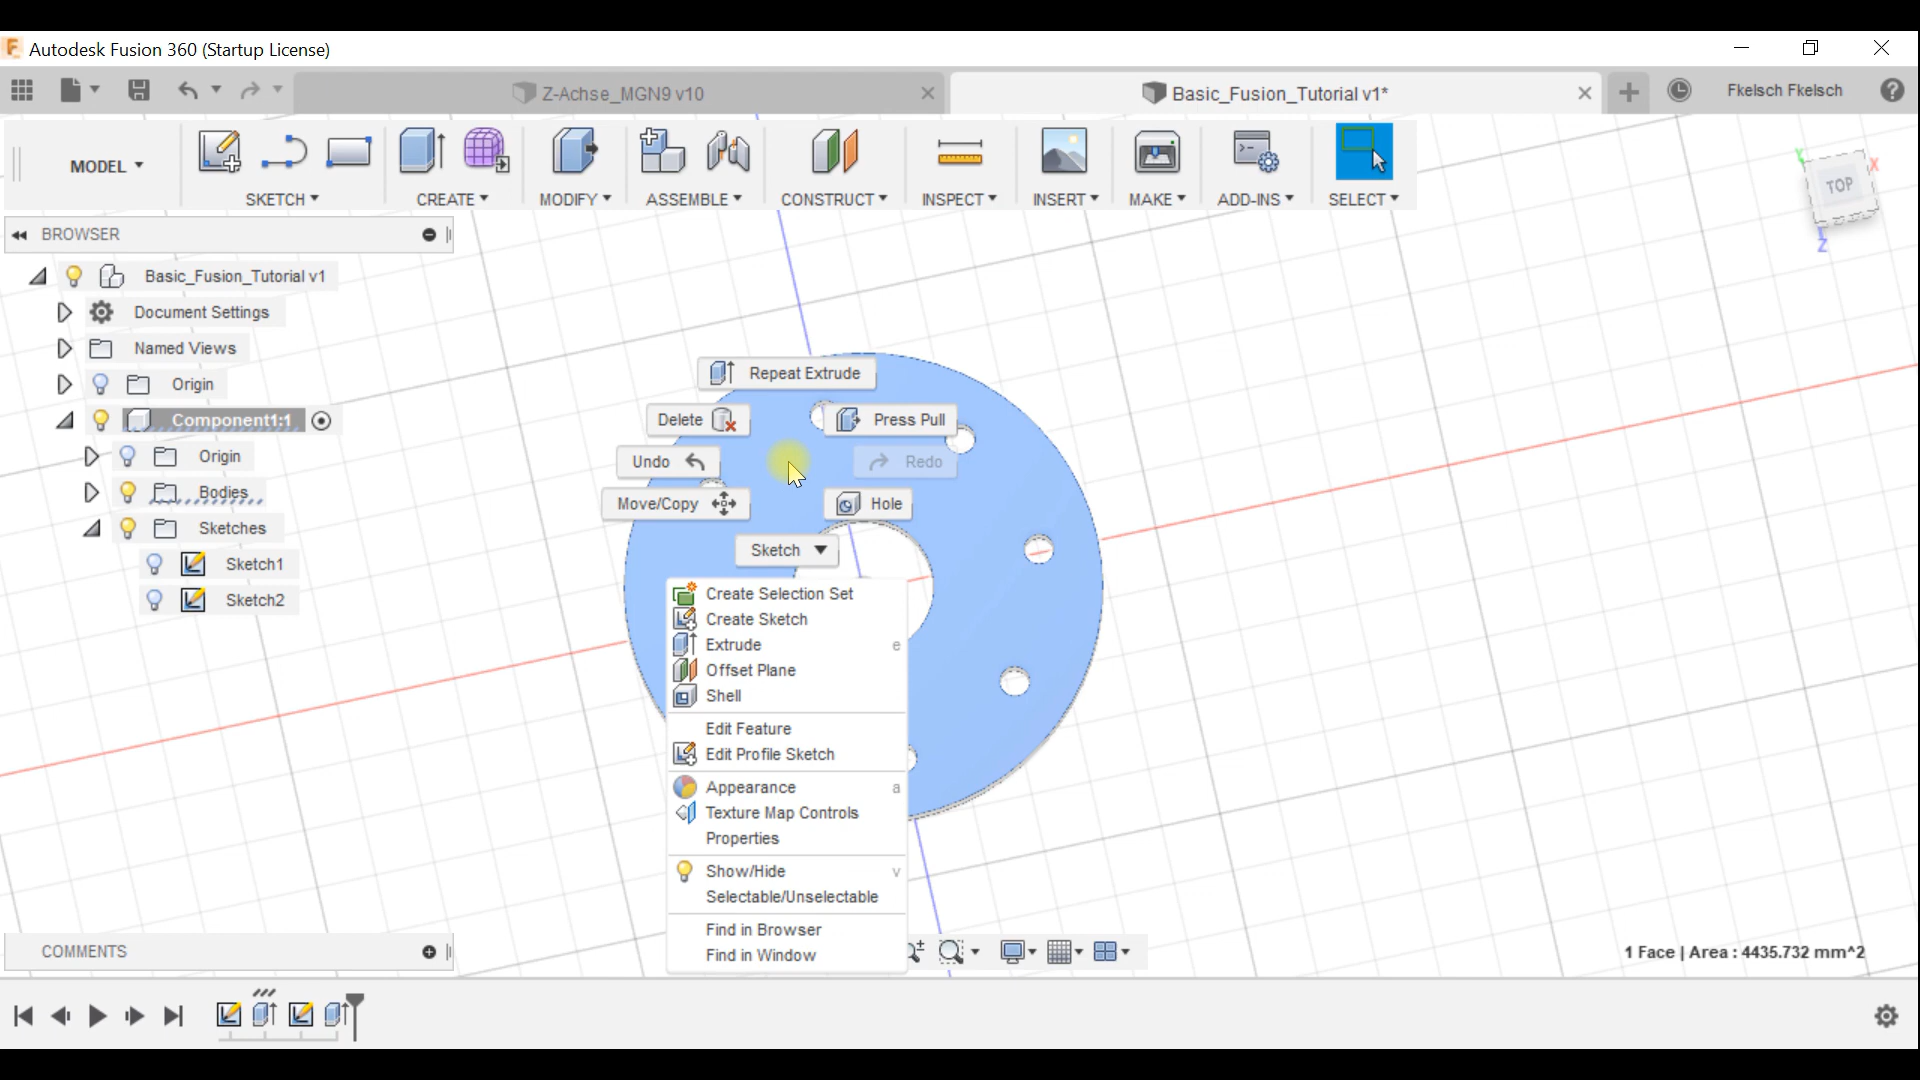 Autodesk Fusion 360 (Startup License)
Z-Achse_MGN9 v10
Basic_Fusion_Tutorial v1*
Fkelsch Fkelsch
MODEL
SKETCH
CREATE
MODIFY
ASSEMBLE
CONSTRUCT
INSPECT
INSERT
MAKE
ADD-INS
SELECT
TOP
X
Y
Z
BROWSER
Basic_Fusion_Tutorial v1
Document Settings
Named Views
Origin
Component1:1
Origin
Bodies
Sketches
Sketch1
Sketch2
Repeat Extrude
Delete
Press Pull
Undo
Redo
Move/Copy
Hole
Sketch
Create Selection Set
Create Sketch
Extrude e
Offset Plane
Shell
Edit Feature
Edit Profile Sketch
Appearance a
Texture Map Controls
Properties
Show/Hide v
Selectable/Unselectable
Find in Browser
Find in Window
COMMENTS
1 Face | Area : 4435.732 mm^2